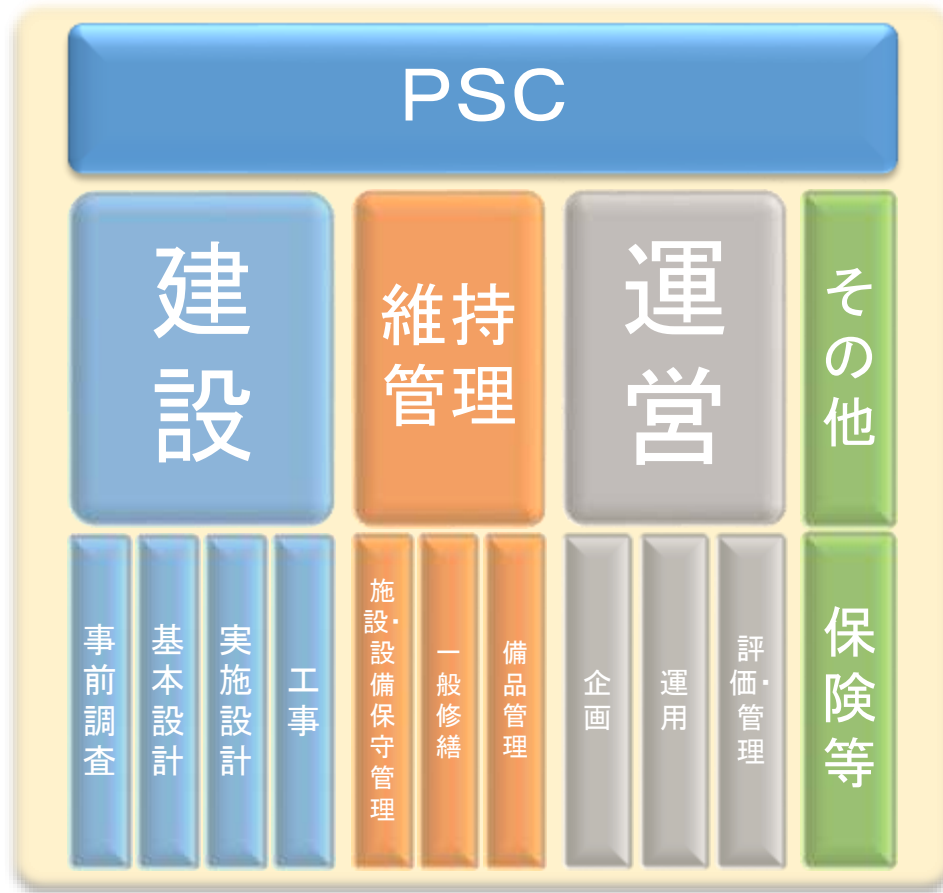 PSC
建設
維持
管理
運営
その他
事前調査
基本設計
実施設計
工事
施設・設備保守管理
一般修繕
備品管理
企画
運用
評価・管理
保険等